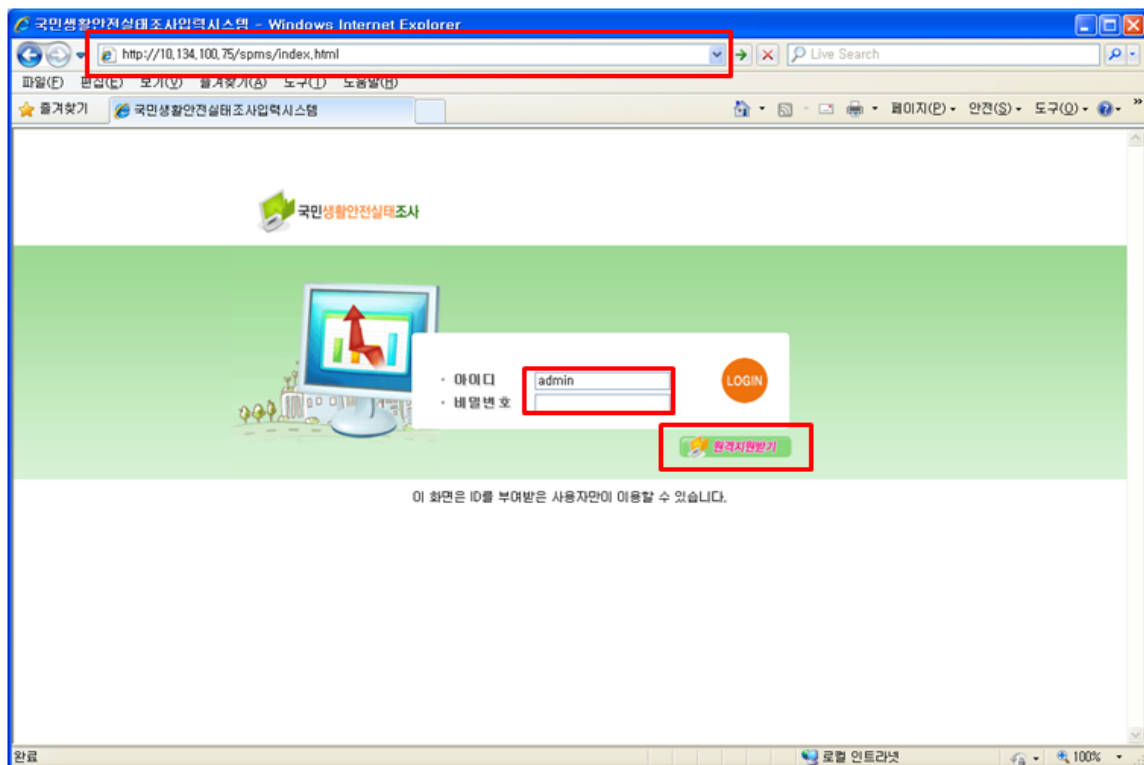 국민생활안전실태조사입력시스템 - Windows Internet Explorer
http://10.134.100.75/spms/index.html
Live Search
파일(F) 편집(E) 보기(V) 즐겨찾기(A) 도구(T) 도움말(H)
즐겨찾기 국민생활안전실태조사입력시스템 페이지(P) 안전(S) 도구(O) »
국민생활안전실태조사
아이디 admin
LOGIN
비밀번호
원격지원받기
이 화면은 ID를 부여받은 사용자만이 이용할 수 있습니다.
완료 로컬 인트라넷 100%